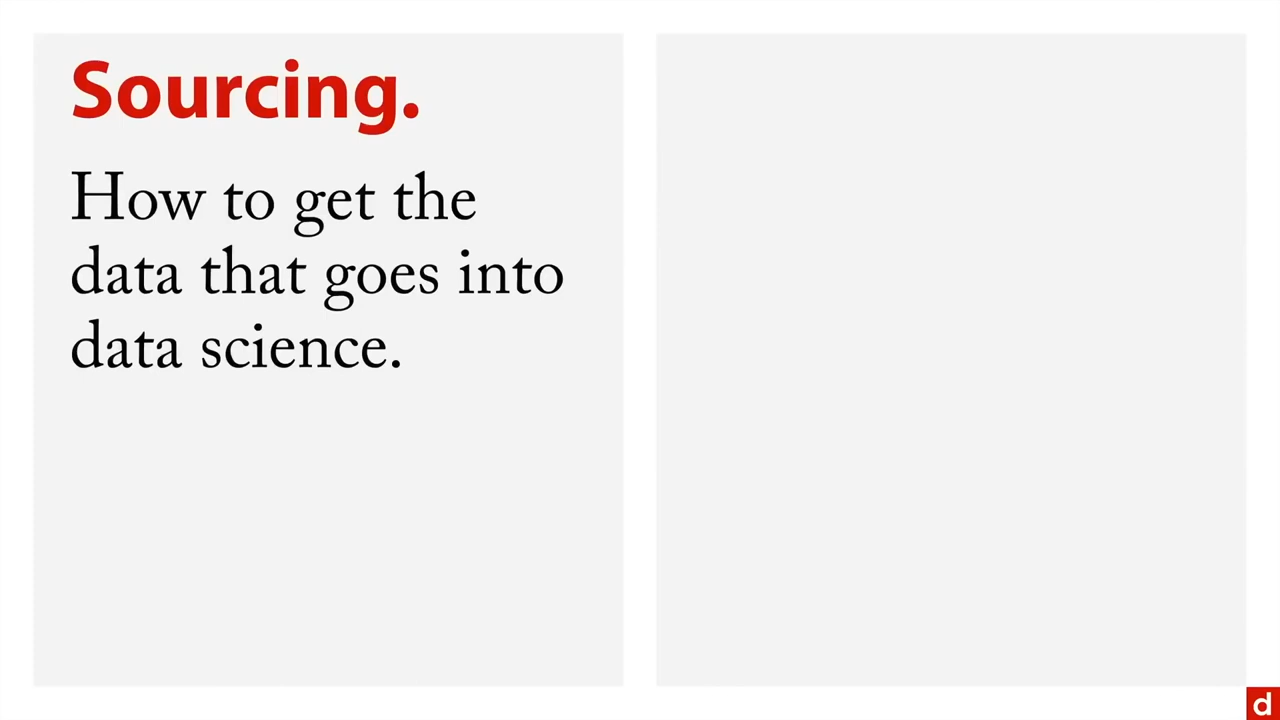 Sourcing.
How to get the
data that goes into
data science.
d